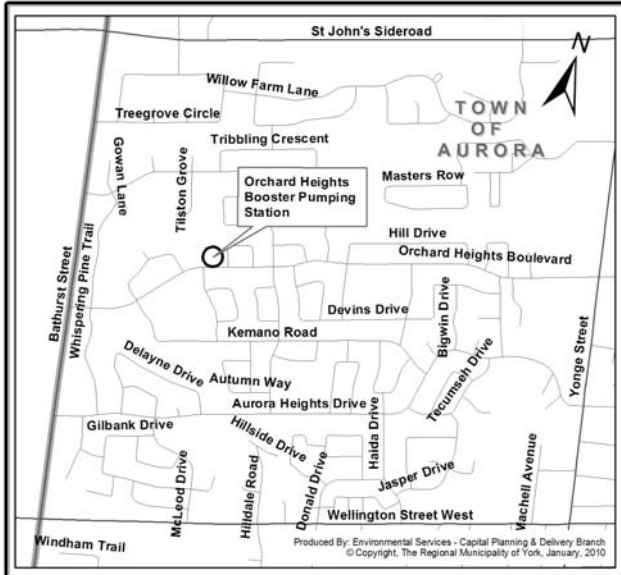 St John's Sideroad
N
Willow Farm Lane
TOWN
OF
AURORA
Treegrove Circle
Tribbling Crescent
Gowan Lane
Tilston Grove
Masters Row
Orchard Heights
Booster Pumping
Station
Hill Drive
Orchard Heights Boulevard
Bathurst Street
Whispering Pine Trail
Devins Drive
Bigwin Drive
Kemano Road
Yonge Street
Delayne Drive
Autumn Way
Tecumseh Drive
Aurora Heights Drive
Gilbank Drive
Hillside Drive
Haida Drive
McLeod Drive
Hilldale Road
Donald Drive
Jasper Drive
Machell Avenue
Wellington Street West
Windham Trail
Produced By: Environmental Services - Capital Planning & Delivery Branch
© Copyright, The Regional Municipality of York, January, 2010